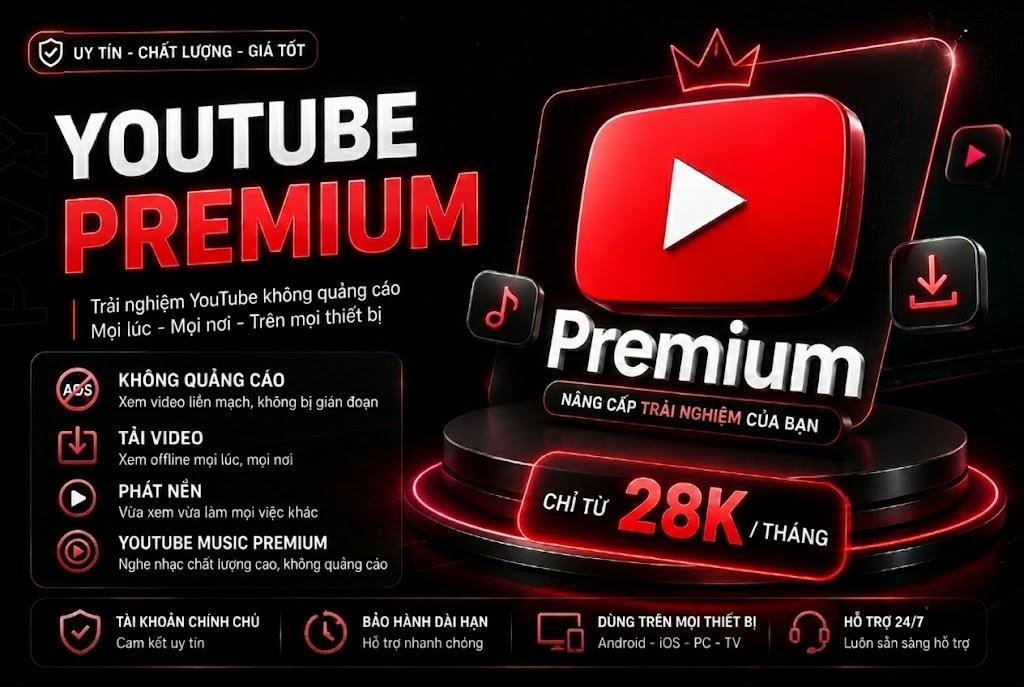 UY TÍN - CHẤT LƯỢNG - GIÁ TỐT
YOUTUBE
PREMIUM
Trải nghiệm YouTube không quảng cáo
Mọi lúc - Mọi nơi - Trên mọi thiết bị
ADS
KHÔNG QUẢNG CÁO
Xem video liền mạch, không bị gián đoạn
TẢI VIDEO
Xem offline mọi lúc, mọi nơi
PHÁT NỀN
Vừa xem vừa làm mọi việc khác
YOUTUBE MUSIC PREMIUM
Nghe nhạc chất lượng cao, không quảng cáo
Premium
NÂNG CẤP TRẢI NGHIỆM CỦA BẠN
CHỈ TỪ 28K / THÁNG
TÀI KHOẢN CHÍNH CHỦ
Cam kết uy tín
BẢO HÀNH DÀI HẠN
Hỗ trợ nhanh chóng
DÙNG TRÊN MỌI THIẾT BỊ
Android - iOS - PC - TV
HỖ TRỢ 24/7
Luôn sẵn sàng hỗ trợ